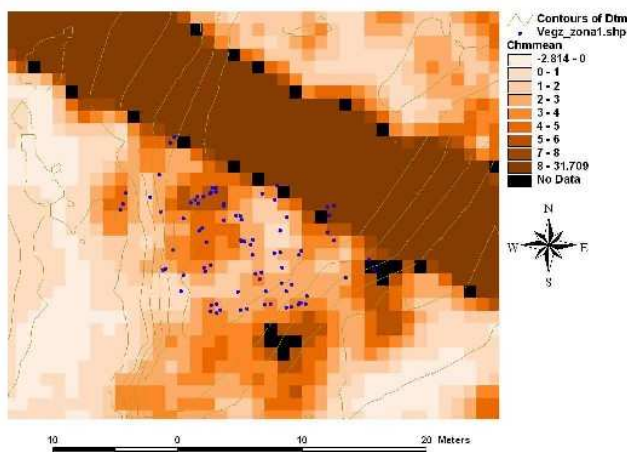 Contours of Dtm
Vegz_zona1.shp
Chmmean
-2.814 - 0
0 - 1
1 - 2
2 - 3
3 - 4
4 - 5
5 - 6
7 - 8
8 - 31.709
No Data
N
W E
S
10 0 10 20 Meters